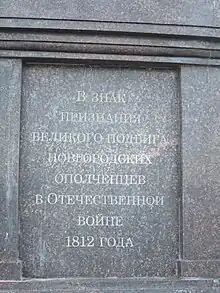 В ЗНАК
ПРИЗНАНИЯ
ВЕЛИКОГО ПОДВИГА
НОВГОРОДСКИХ
ОПОЛЧЕНЦЕВ
В ОТЕЧЕСТВЕННОЙ
ВОЙНЕ
1812 ГОДА